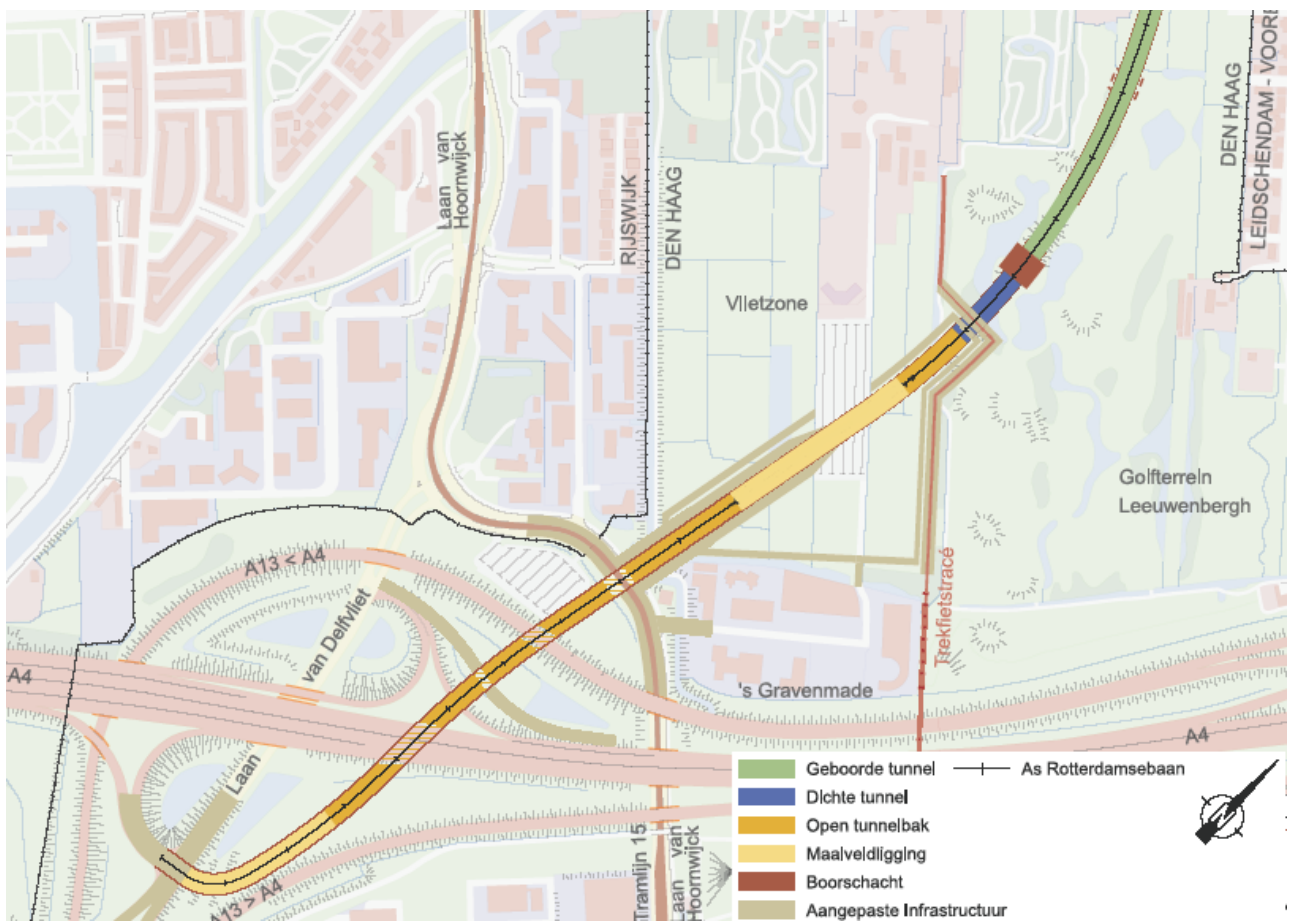 Laan van
Hoornwijck
RIJSWIJK
DEN HAAG
DEN HAAG
LEIDSCHENDAM - VOORB
VlIetzone
Golfterreln
Leeuwenbergh
A13 < A4
van Delfvliet
Laan
A4
's Gravenmade
Trekfietstracé
A4
A13 > A4
Tramlijn 15
Laan van
Hoornwijck
Geboorde tunnel
As Rotterdamsebaan
DIchte tunnel
Open tunnelbak
Maaiveldligging
Boorschacht
Aangepaste Infrastructuur